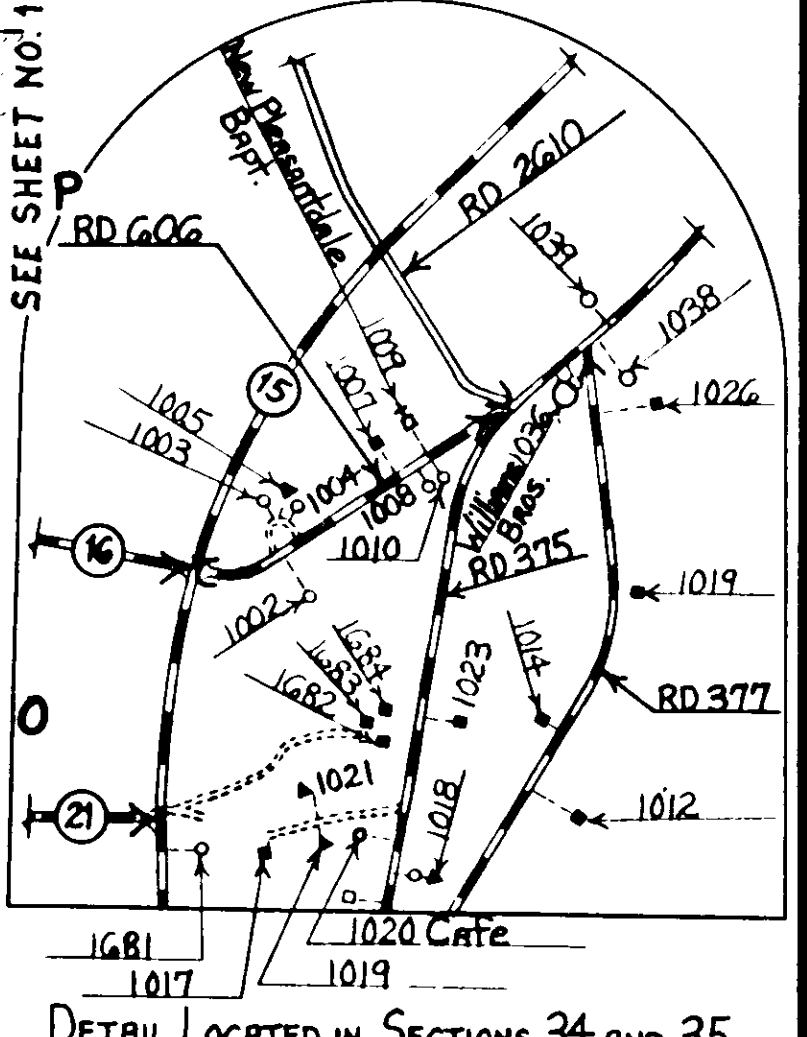 SEE SHEET NO. 1
P
New Pleasantdale
BAPT.
RD 2610
RD 606
1039
1038
1009
1007
15
1005
1003
1026
1004
1008
1036
Williams
BROS.
16
1010
RD 375
1002
1019
1684
1683
1682
1023
1014
RD 377
O
1021
1018
21
1012
1020 Cafe
1681
1019
1017
DETAIL LOCATED IN SECTIONS 34 AND 35